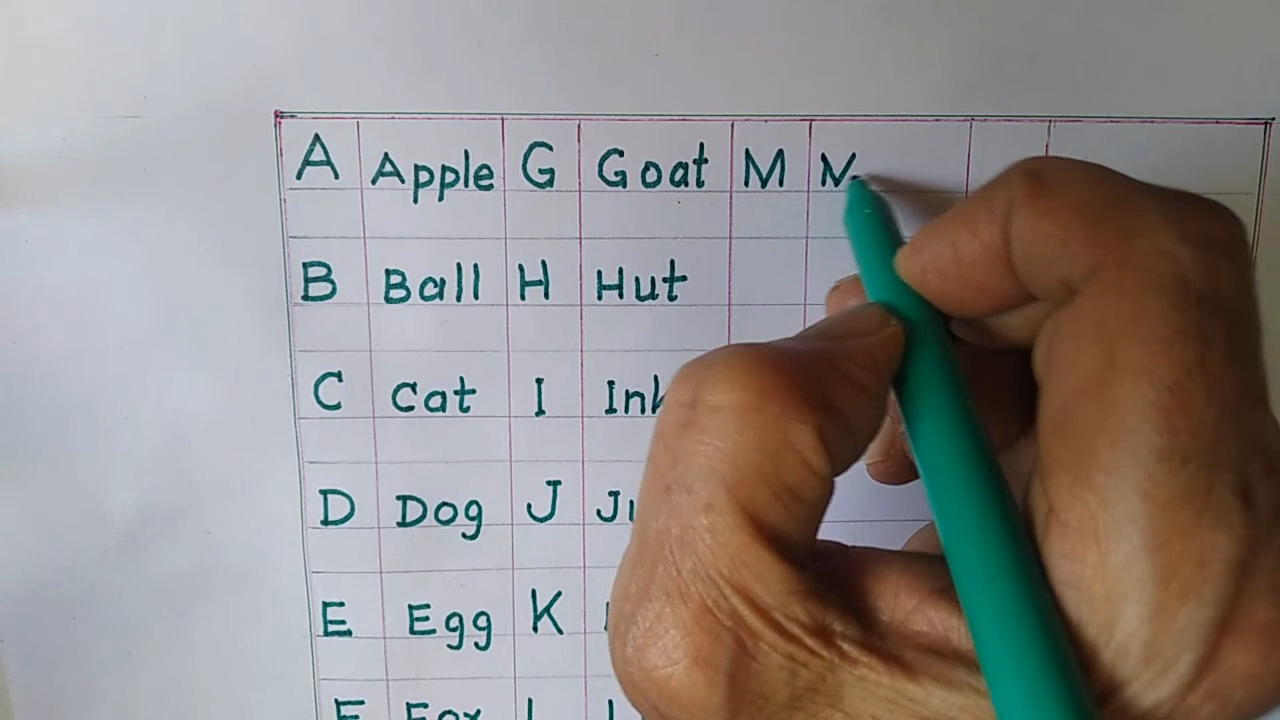 A Apple G Goat M
B Ball H Hut
C Cat I
D Dog J
E Egg K